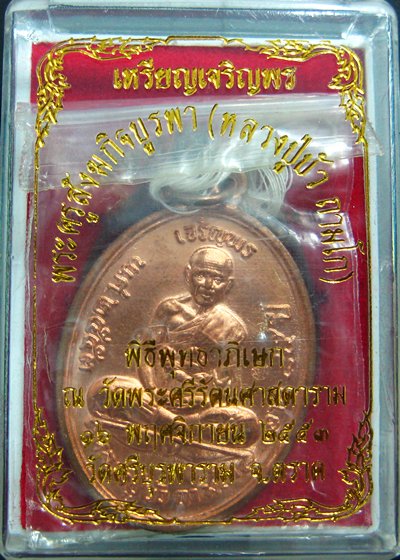 เหรียญเจริญพร
พระครูสังฆกิจบูรพา (หลวงปู่บัว ถามโก)
เจริญพร
พิธีพุทธาภิเษก
ณ วัดพระศรีรัตนศาสดาราม
๑๖ พฤศจิกายน ๒๕๕๓
วัดศรีบูรพาราม จ.ตราด